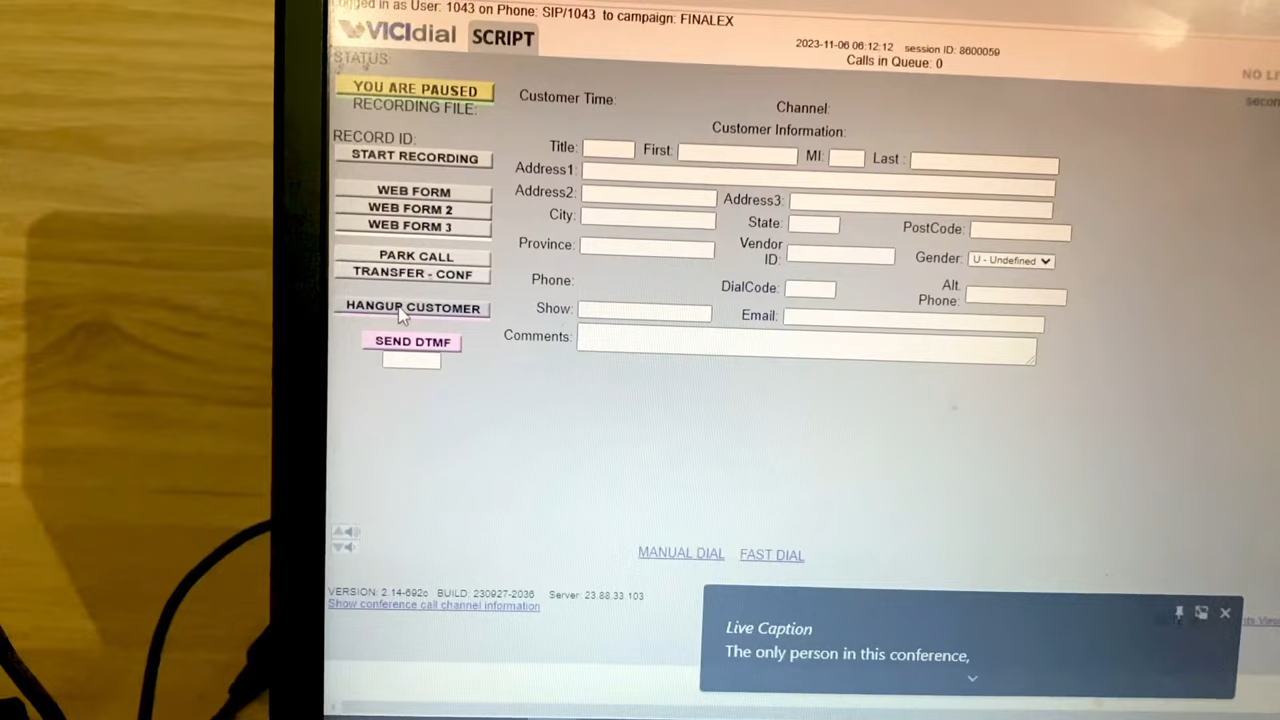 Logged in as User: 1043 on Phone: SIP/1043 to campaign: FINALEX
VICIdial SCRIPT
2023-11-06 06:12:12 session ID: 8600059
Calls in Queue: 0
NO LI
STATUS:
YOU ARE PAUSED
RECORDING FILE:
secon
Customer Time:
Channel:
Customer Information:
RECORD ID:
START RECORDING
WEB FORM
WEB FORM 2
WEB FORM 3
PARK CALL
TRANSFER - CONF
HANGUP CUSTOMER
SEND DTMF
Title: First: MI: Last :
Address1:
Address2: Address3:
City: State: PostCode:
Province: Vendor ID: Gender: U - Undefined
Phone: DialCode: Alt. Phone:
Show: Email:
Comments:
MANUAL DIAL FAST DIAL
VERSION: 2.14-692c BUILD: 230927-2036 Server: 23.88.33.103
Show conference call channel information
Live Caption
The only person in this conference,